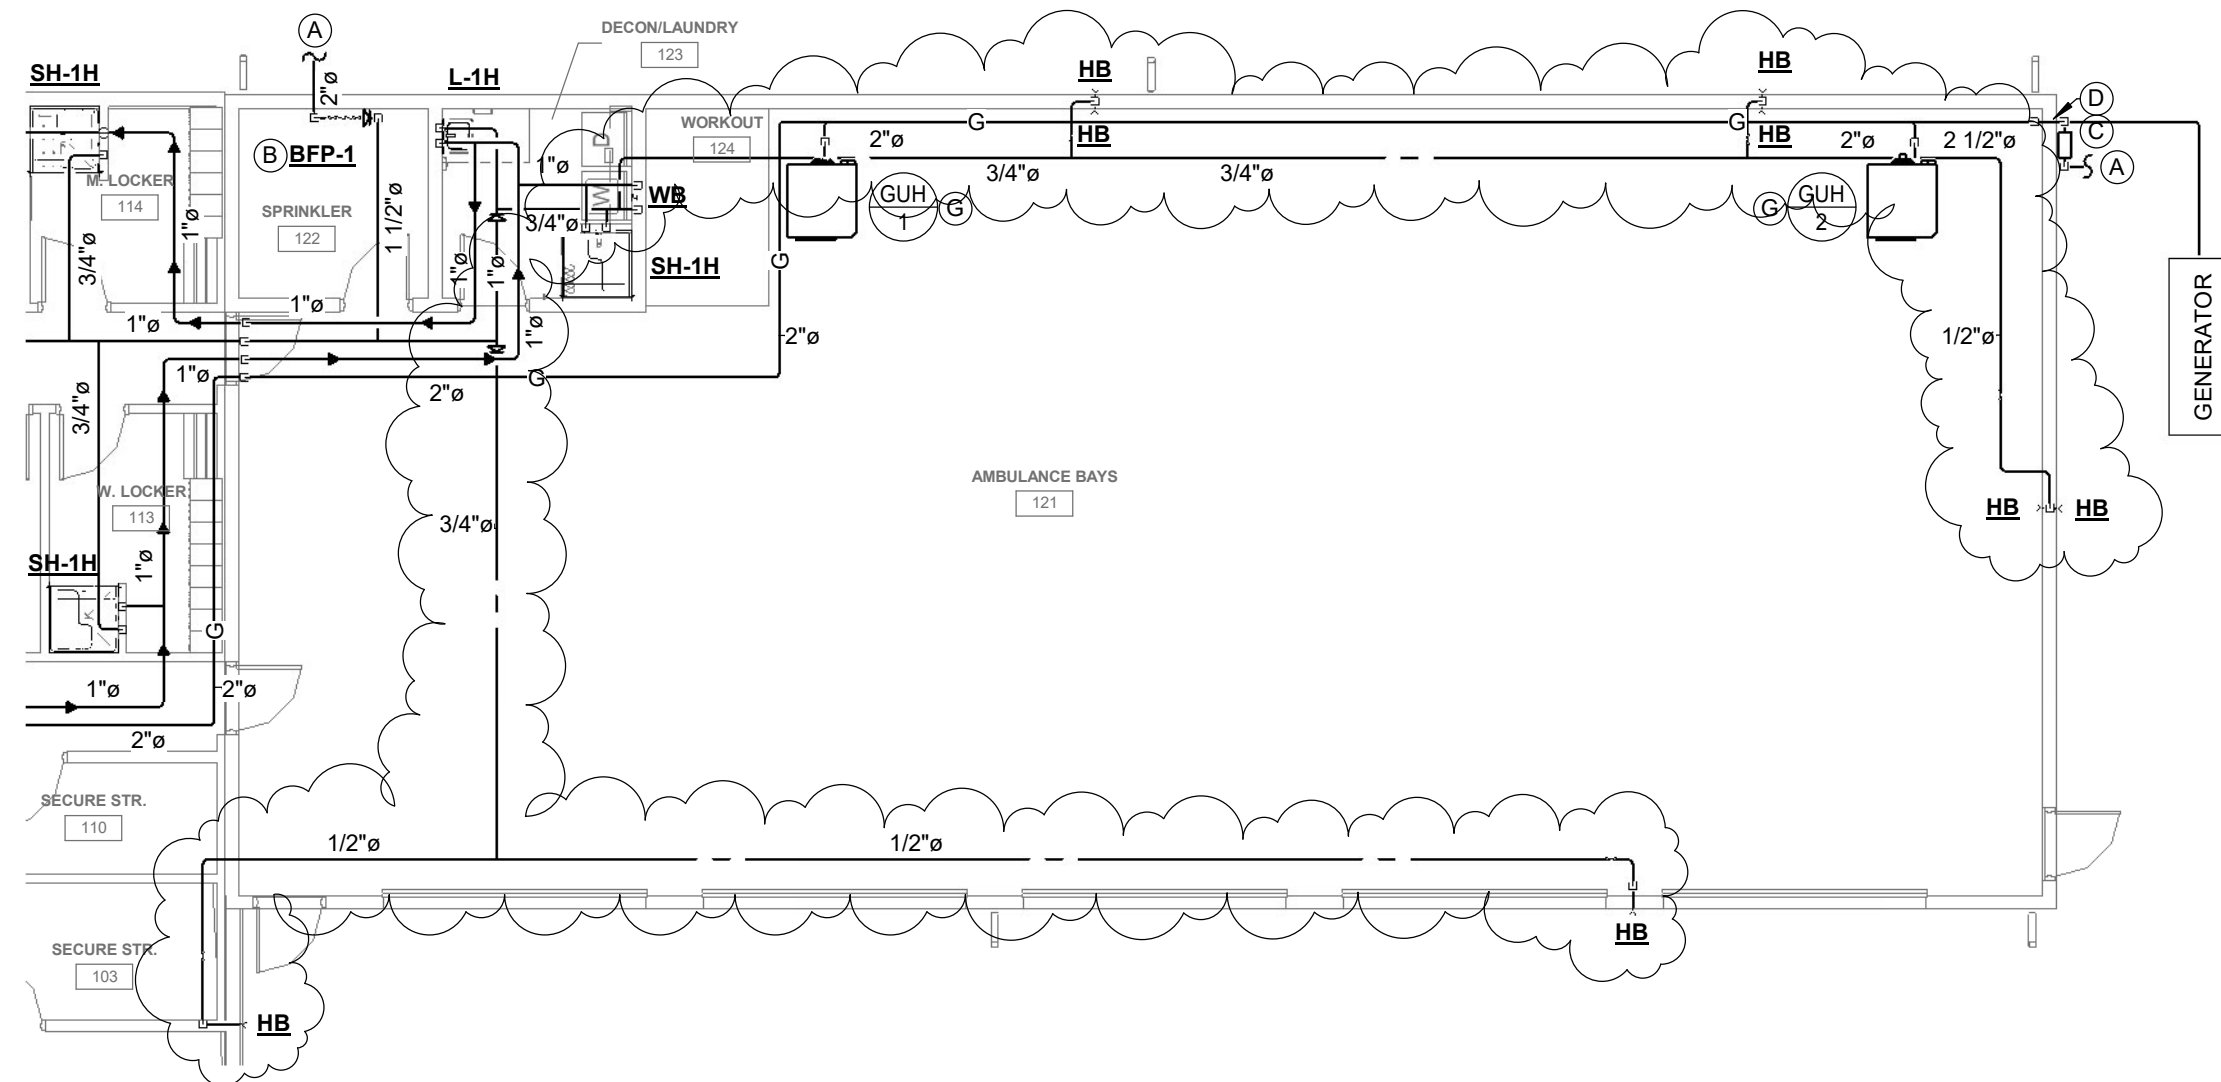 A
DECON/LAUNDRY
123
SH-1H
2"ø
L-1H
HB
HB
D
G
G
C
WORKOUT
124
D
2"ø
HB
HB
2"ø
2 1/2"ø
B BFP-1
1"ø
3/4"ø
3/4"ø
A
M. LOCKER
114
W
WB
GUH
1
G
G
GUH
2
SPRINKLER
122
1"ø
1 1/2"ø
3/4"ø
3/4"ø
1"ø
1"ø
SH-1H
G
GENERATOR
1"ø
1"ø
1"ø
2"ø
1/2"ø
1"ø
G
2"ø
3/4"ø
AMBULANCE BAYS
121
W. LOCKER
113
3/4"ø
HB
HB
SH-1H
1"ø
G
1"ø
2"ø
2"ø
SECURE STR.
110
1/2"ø
1/2"ø
HB
SECURE STR.
103
HB